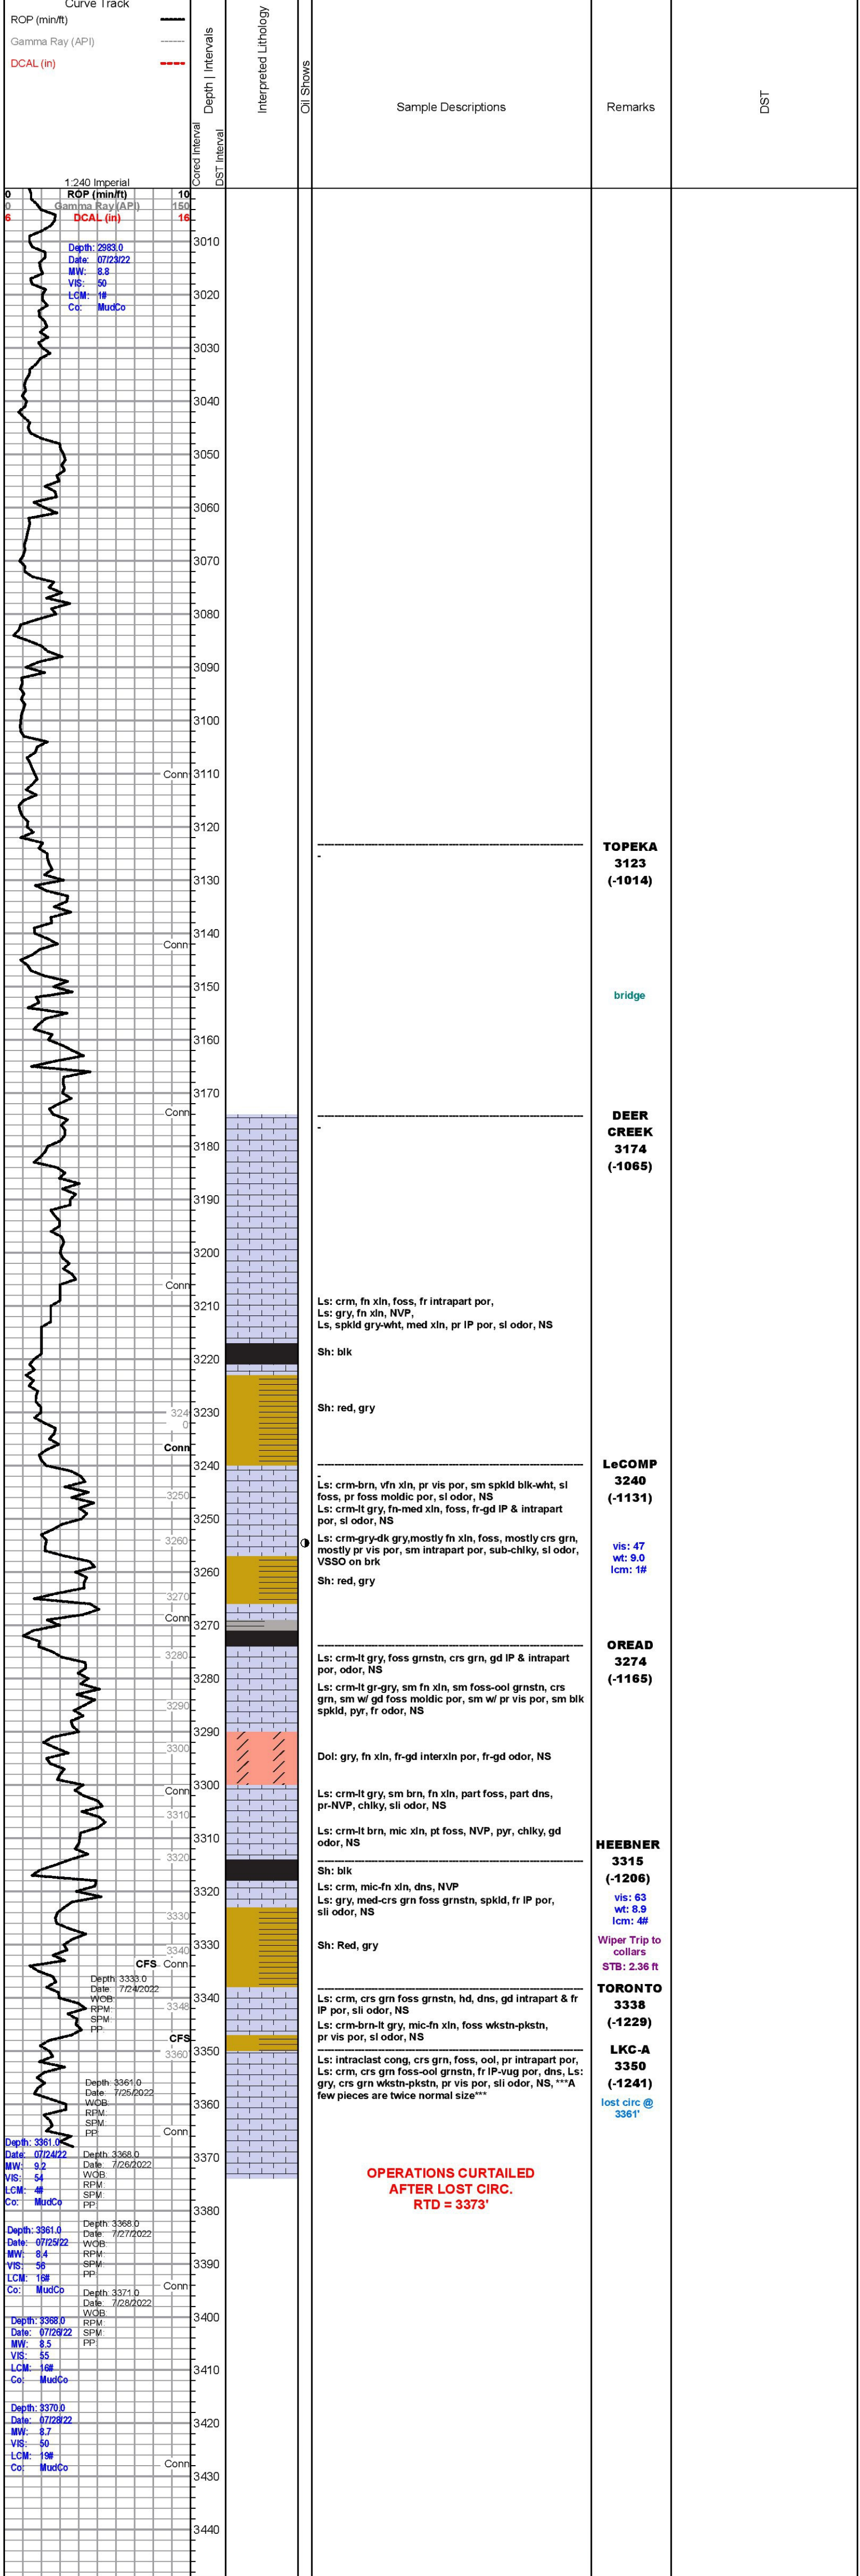 Curve Track
ROP (min/ft)
Gamma Ray (API)
DCAL (in)
Depth | Intervals
Cored Interval
DST Interval
Interpreted Lithology
Oil Shows
Sample Descriptions
Remarks
DST
1:240 Imperial
0 ROP (min/ft) 10
0 Gamma Ray (API) 150
6 DCAL (in) 16
3010
Depth: 2983.0
Date: 07/23/22
MW: 8.8
VIS: 50
LCM: 1#
Co: MudCo
3020
3030
3040
3050
3060
3070
3080
3090
3100
Conn 3110
3120
TOPEKA
3123
(-1014)
-
3130
3140
Conn
3150
bridge
3160
3170
Conn
DEER
CREEK
3174
(-1065)
-
3180
3190
3200
Conn
3210
Ls: crm, fn xln, foss, fr intrapart por,
Ls: gry, fn xln, NVP,
Ls, spkld gry-wht, med xln, pr IP por, sl odor, NS
3220
Sh: blk
3230
324
0
Sh: red, gry
Conn
3240
LeCOMP
3240
(-1131)
-
Ls: crm-brn, vfn xln, pr vis por, sm spkld blk-wht, sl
foss, pr foss moldic por, sl odor, NS
Ls: crm-lt gry, fn-med xln, foss, fr-gd IP & intrapart
por, sl odor, NS
3250
3250
3260
Ls: crm-gry-dk gry,mostly fn xln, foss, mostly crs grn,
mostly pr vis por, sm intrapart por, sub-chlky, sl odor,
VSSO on brk
vis: 47
wt: 9.0
lcm: 1#
3260
Sh: red, gry
3270
Conn
3270
OREAD
3274
(-1165)
3280
Ls: crm-lt gry, foss grnstn, crs grn, gd IP & intrapart
por, odor, NS
3280
Ls: crm-lt gr-gry, sm fn xln, sm foss-ool grnstn, crs
grn, sm w/ gd foss moldic por, sm w/ pr vis por, sm blk
spkld, pyr, fr odor, NS
3290
3290
3300
Dol: gry, fn xln, fr-gd interxln por, fr-gd odor, NS
3300
Conn
Ls: crm-lt gry, sm brn, fn xln, part foss, part dns,
pr-NVP, chlky, sli odor, NS
3310
3310
Ls: crm-lt brn, mic xln, pt foss, NVP, pyr, chlky, gd
odor, NS
HEEBNER
3315
(-1206)
3320
Sh: blk
3320
Ls: crm, mic-fn xln, dns, NVP
Ls: gry, med-crs grn foss grnstn, spkld, fr IP por,
sli odor, NS
vis: 63
wt: 8.9
lcm: 4#
3330
3330
Sh: Red, gry
Wiper Trip to
collars
STB: 2.36 ft
3340
CFS Conn
Depth: 3333.0
Date: 7/24/2022
WOB:
RPM:
SPM:
PP:
3340
3348
TORONTO
3338
(-1229)
Ls: crm, crs grn foss grnstn, hd, dns, gd intrapart & fr
IP por, sli odor, NS
Ls: crm-brn-lt gry, mic-fn xln, foss wkstn-pkstn,
pr vis por, sl odor, NS
CFS
3350
3360
LKC-A
3350
(-1241)
Ls: intraclast cong, crs grn, foss, ool, pr intrapart por,
Ls: crm, crs grn foss-ool grnstn, fr IP-vug por, dns, Ls:
gry, crs grn wkstn-pkstn, pr vis por, sli odor, NS, ***A
few pieces are twice normal size***
Depth: 3361.0
Date: 7/25/2022
WOB:
RPM:
SPM:
PP:
3360
lost circ @
3361'
Conn
3370
Depth: 3361.0
Date: 07/24/22
MW: 9.2
VIS: 54
LCM: 4#
Co: MudCo
Depth: 3368.0
Date: 7/26/2022
WOB:
RPM:
SPM:
PP:
OPERATIONS CURTAILED
AFTER LOST CIRC.
RTD = 3373'
3380
Depth: 3361.0
Date: 07/25/22
MW: 8.4
VIS: 56
LCM: 16#
Co: MudCo
Depth: 3368.0
Date: 7/27/2022
WOB:
RPM:
SPM:
PP:
3390
Conn
Depth: 3371.0
Date: 7/28/2022
WOB:
RPM:
SPM:
PP:
3400
Depth: 3368.0
Date: 07/26/22
MW: 8.5
VIS: 55
LCM: 16#
Co: MudCo
3410
Depth: 3370.0
Date: 07/28/22
MW: 8.7
VIS: 50
LCM: 19#
Co: MudCo
3420
Conn
3430
3440